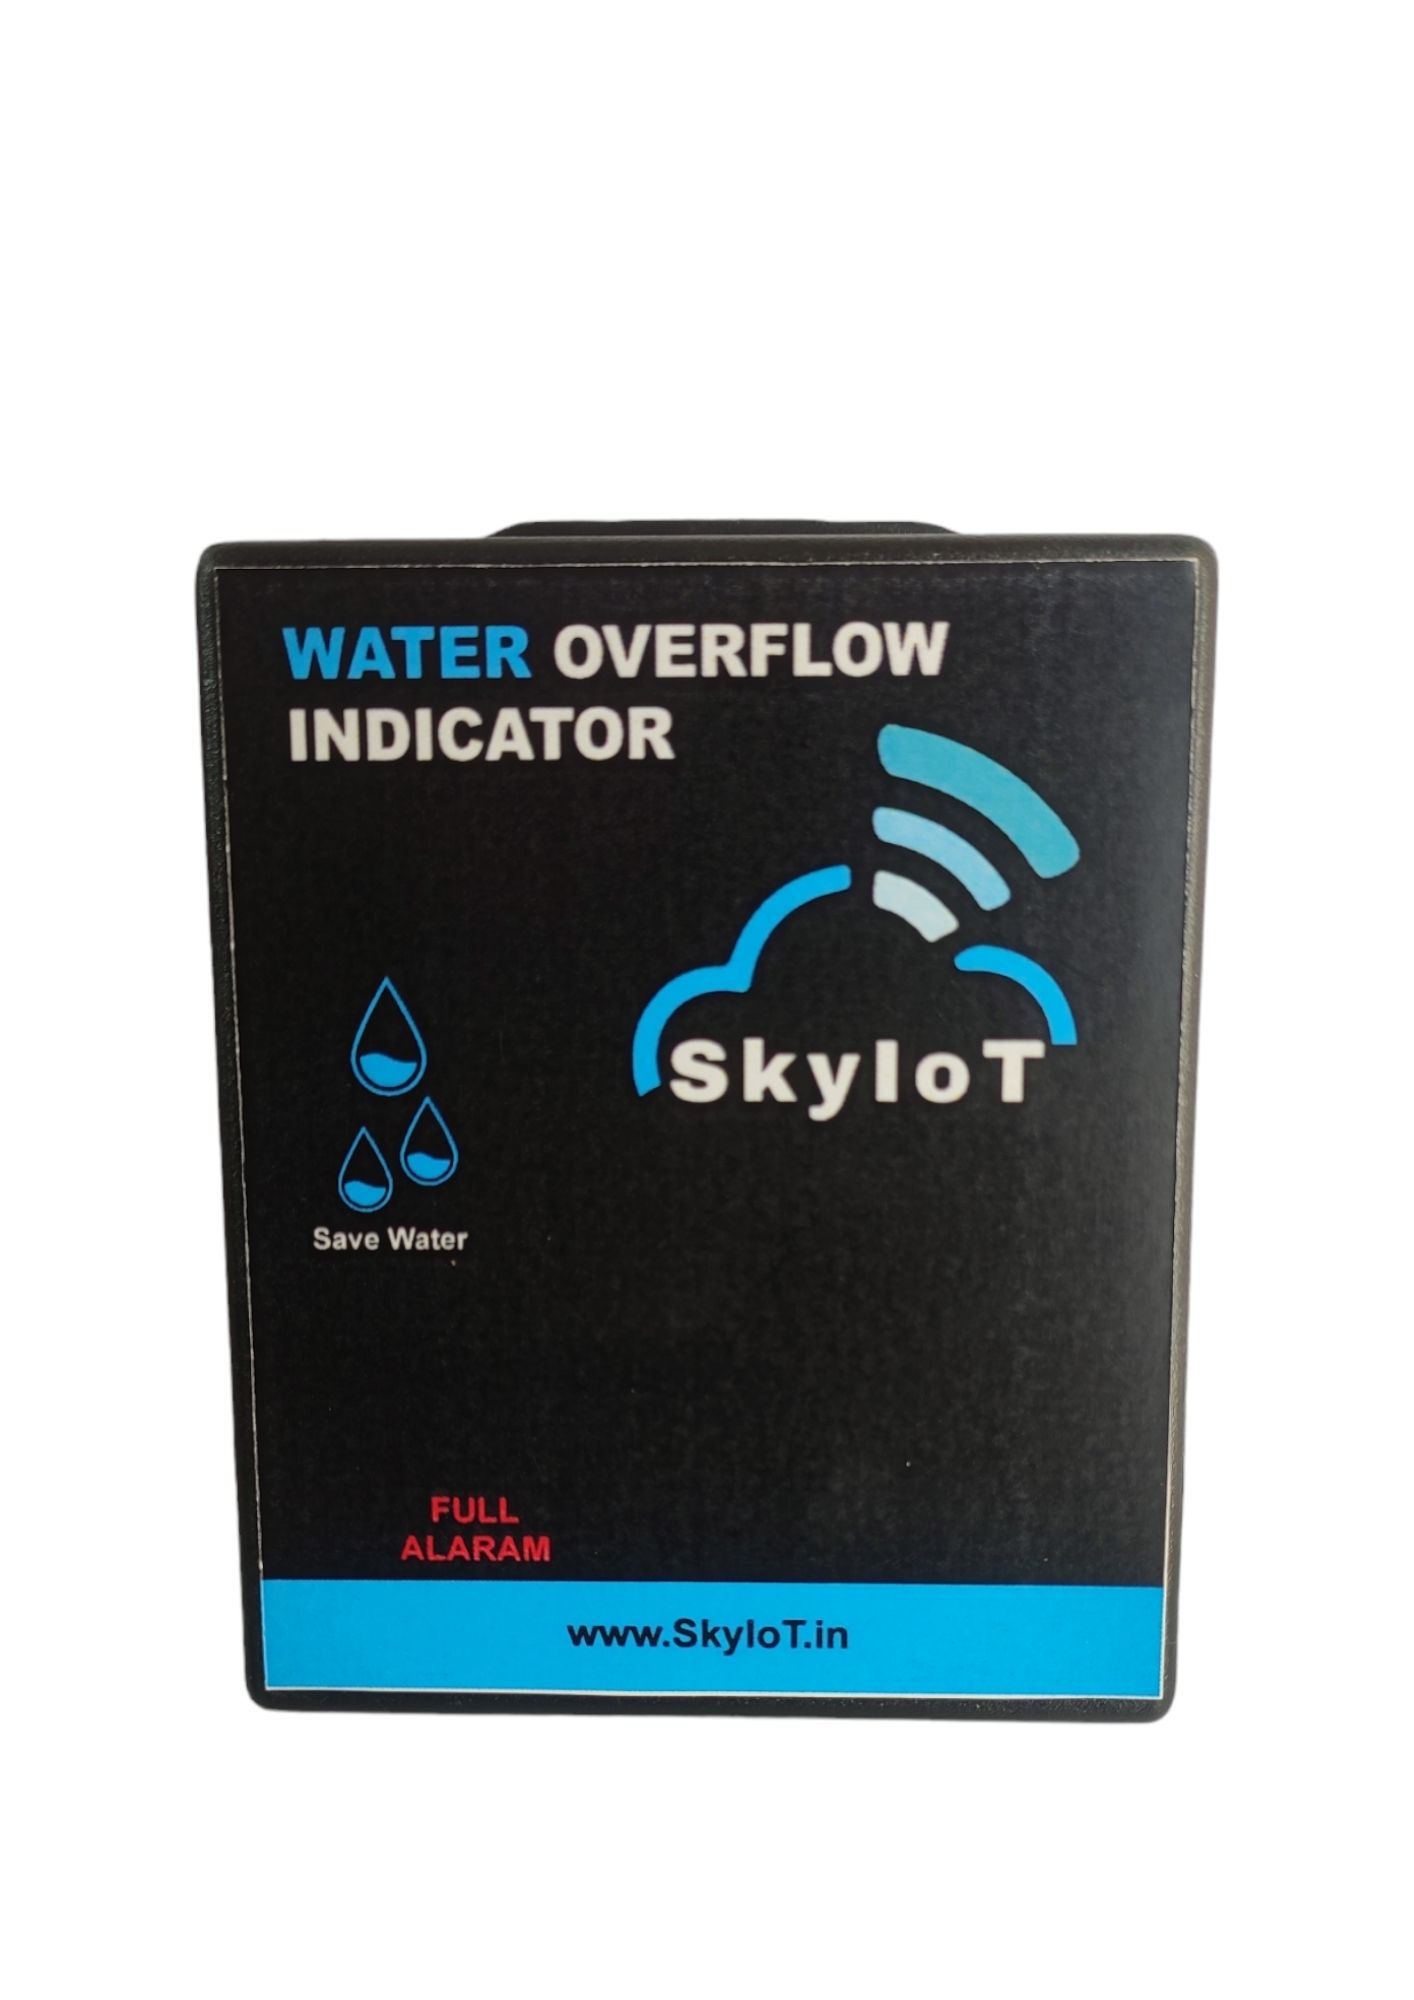 WATER OVERFLOW
INDICATOR
SkyIoT
Save Water
FULL
ALARAM
www.SkyIoT.in